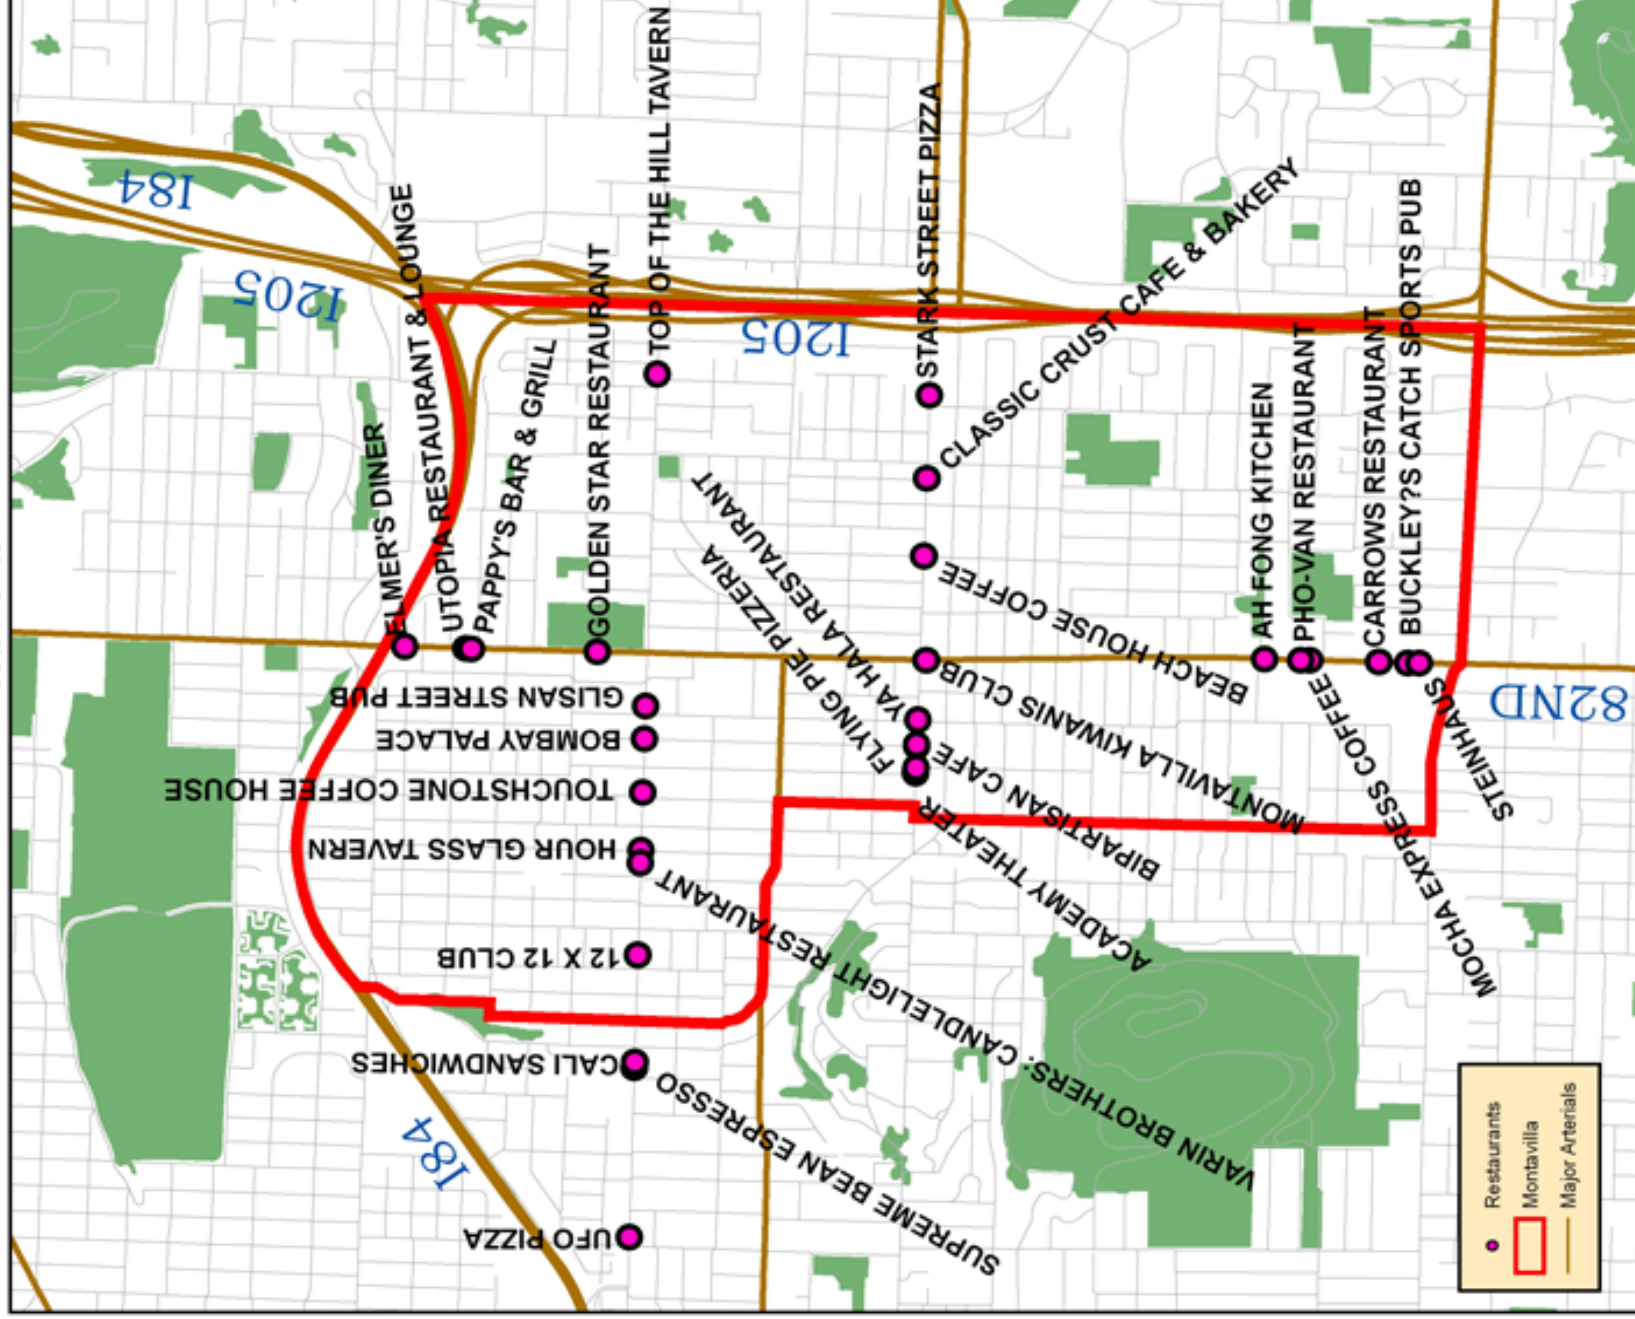 I84
I205
ELMER'S DINER
UTOPIA RESTAURANT & LOUNGE
PAPPY'S BAR & GRILL
GOLDEN STAR RESTAURANT
TOP OF THE HILL TAVERN
I205
STARK STREET PIZZA
CLASSIC CRUST CAFE & BAKERY
AH FONG KITCHEN
PHO-VAN RESTAURANT
CARROWS RESTAURANT
BUCKLEY?S CATCH SPORTS PUB
GLISAN STREET PUB
BOMBAY PALACE
TOUCHSTONE COFFEE HOUSE
HOUR GLASS TAVERN
12 X 12 CLUB
CALI SANDWICHES
UFO PIZZA
I84
YA HALA RESTAURANT
FLYING PIE PIZZERIA
BEACH HOUSE COFFEE
MONTAVILLA KIWANIS CLUB
BIPARTISAN CAFE
ACADEMY THEATER
VARIN BROTHERS: CANDLELIGHT RESTAURANT
SUPREME BEAN ESPRESSO
MOCHA EXPRESS COFFEE
STEINHAUS
82ND
Restaurants
Montavilla
Major Arterials